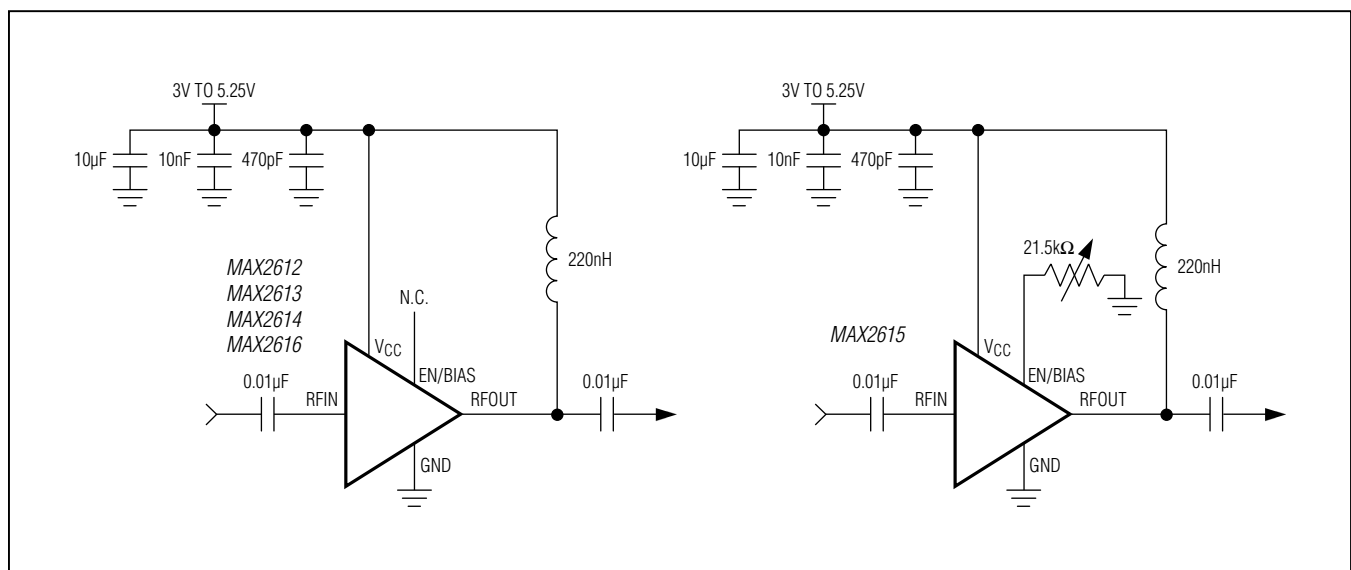 3V TO 5.25V
10µF
10nF
470pF
220nH
MAX2612
MAX2613
MAX2614
MAX2616
N.C.
VCC
EN/BIAS
0.01µF
RFIN
RFOUT
0.01µF
GND
3V TO 5.25V
10µF
10nF
470pF
21.5kΩ
220nH
MAX2615
VCC
EN/BIAS
0.01µF
RFIN
RFOUT
0.01µF
GND